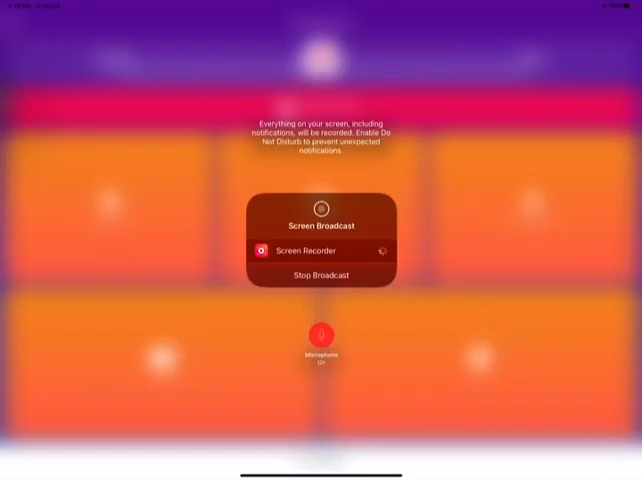 Everything on your screen, including
notifications, will be recorded. Enable Do
Not Disturb to prevent unexpected
notifications.
Screen Broadcast
Screen Recorder
Stop Broadcast
Microphone
On